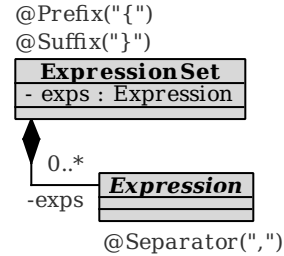 @Prefix("{")
@Suffix("}")
ExpressionSet
- exps : Expression
0..*
-exps
Expression
@Separator(",")